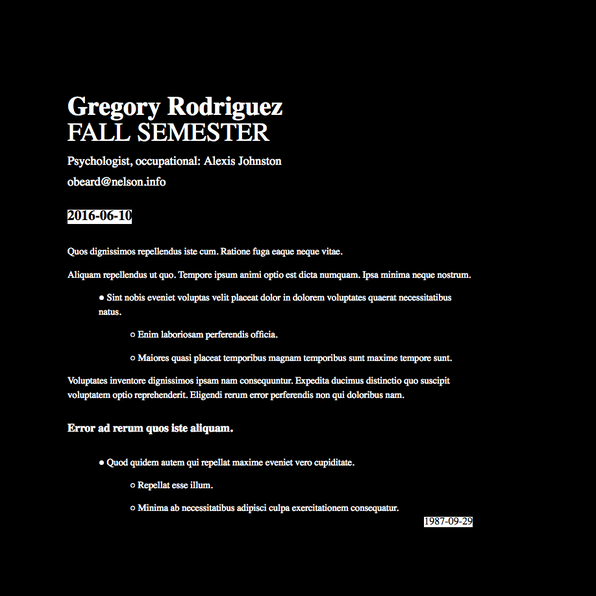 Gregory Rodriguez
FALL SEMESTER
Psychologist, occupational: Alexis Johnston
obeard@nelson.info
2016-06-10
Quos dignissimos repellendus iste cum. Ratione fuga eaque neque vitae.
Aliquam repellendus ut quo. Tempore ipsum animi optio est dicta numquam. Ipsa minima neque nostrum.
● Sint nobis eveniet voluptas velit placeat dolor in dolorem voluptates quaerat necessitatibus
natus.
○ Enim laboriosam perferendis officia.
○ Maiores quasi placeat temporibus magnam temporibus sunt maxime tempore sunt.
Voluptates inventore dignissimos ipsam nam consequuntur. Expedita ducimus distinctio quo suscipit
voluptatem optio reprehenderit. Eligendi rerum error perferendis non qui doloribus nam.
Error ad rerum quos iste aliquam.
● Quod quidem autem qui repellat maxime eveniet vero cupiditate.
○ Repellat esse illum.
○ Minima ab necessitatibus adipisci culpa exercitationem consequatur.
1987-09-29